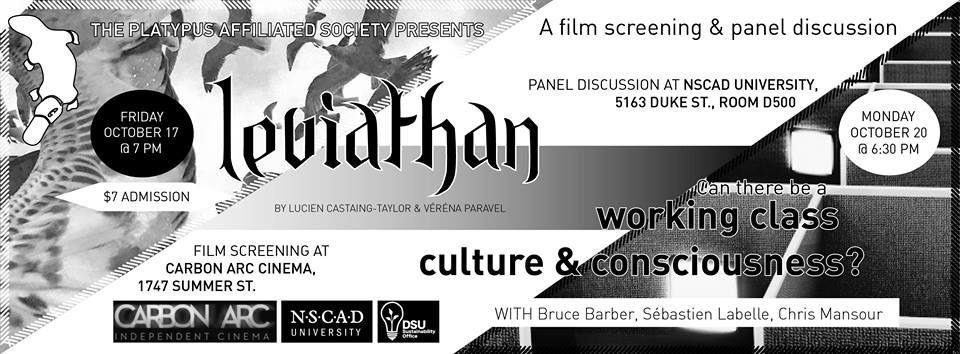 THE PLATYPUS AFFILIATED SOCIETY PRESENTS
A film screening & panel discussion
FRIDAY
OCTOBER 17
@ 7 PM
$7 ADMISSION
leviathan
BY LUCIEN CASTAING-TAYLOR & VÉRÉNA PARAVEL
FILM SCREENING AT
CARBON ARC CINEMA,
1747 SUMMER ST.
CARBON ARC
INDEPENDENT CINEMA
N·S·C·A·D
UNIVERSITY
DSU
Sustainability
Office
PANEL DISCUSSION AT NSCAD UNIVERSITY,
5163 DUKE ST., ROOM D500
MONDAY
OCTOBER 20
@ 6:30 PM
Can there be a
working class
culture & consciousness?
WITH Bruce Barber, Sébastien Labelle, Chris Mansour